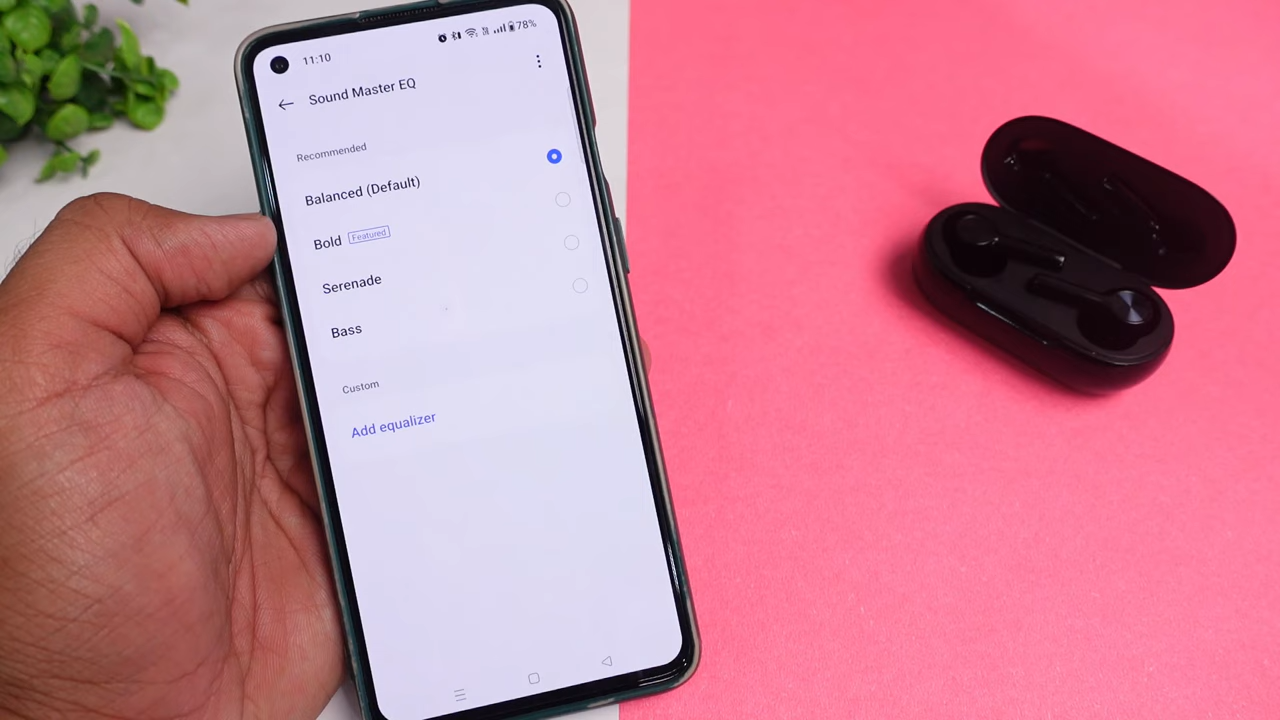 11:10 78%
Sound Master EQ
Recommended
Balanced (Default)
Bold Featured
Serenade
Bass
Custom
Add equalizer